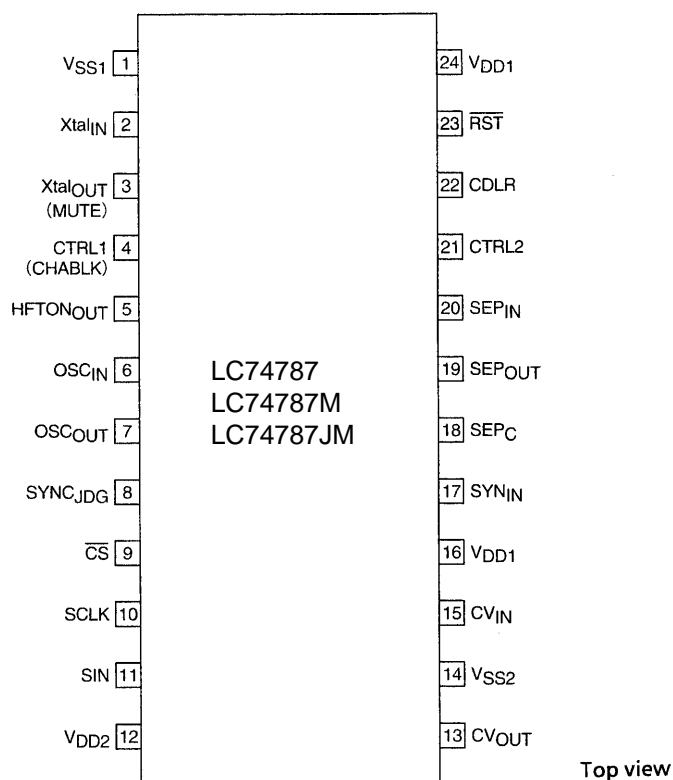 VSS1 1
XtalIN 2
XtalOUT 3
(MUTE)
CTRL1 4
(CHABLK)
HFTONOUT 5
OSCIN 6
OSCOUT 7
SYNCJDG 8
CS 9
SCLK 10
SIN 11
VDD2 12
LC74787
LC74787M
LC74787JM
24 VDD1
23 RST
22 CDLR
21 CTRL2
20 SEPIN
19 SEPOUT
18 SEPC
17 SYNIN
16 VDD1
15 CVIN
14 VSS2
13 CVOUT
Top view